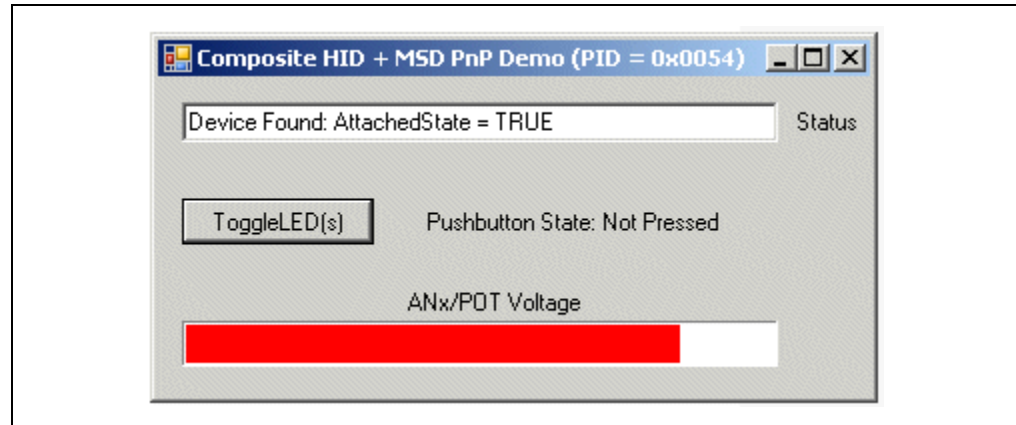 Composite HID + MSD PnP Demo (PID = 0x0054)
Device Found: AttachedState = TRUE
Status
ToggleLED(s)
Pushbutton State: Not Pressed
ANx/POT Voltage